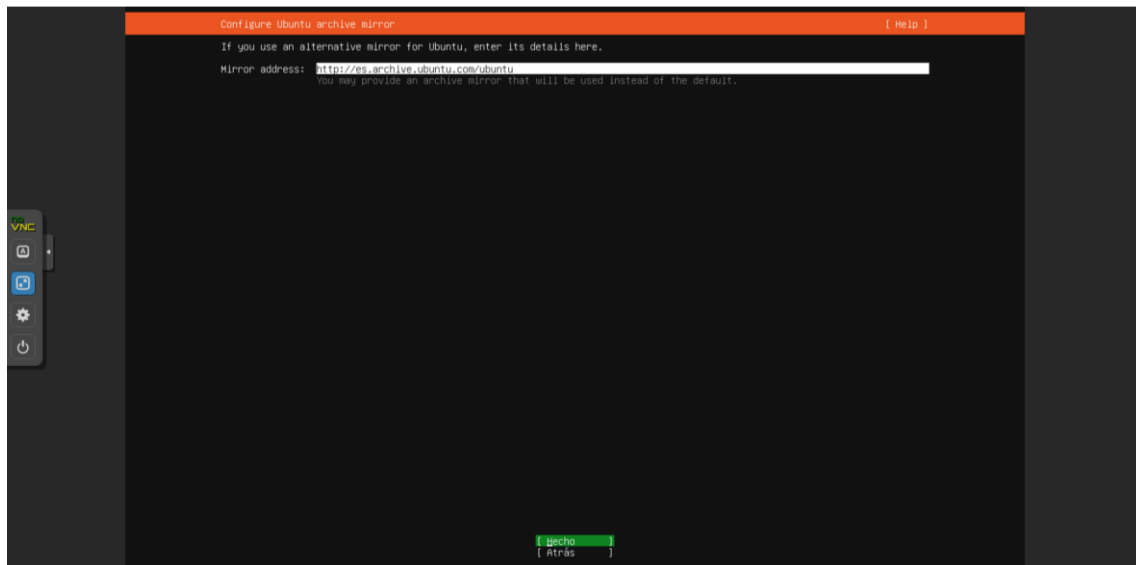 Configure Ubuntu archive mirror [ Help ]
If you use an alternative mirror for Ubuntu, enter its details here.
Mirror address: http://es.archive.ubuntu.com/ubuntu
You may provide an archive mirror that will be used instead of the default.
no
VNC
A
[ Hecho ]
[ Atrás ]